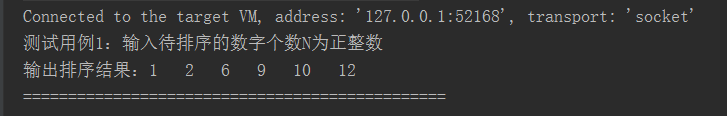 Connected to the target VM, address: '127.0.0.1:52168', transport: 'socket'
测试用例1：输入待排序的数字个数N为正整数
输出排序结果：1   2   6   9   10   12
===============================================